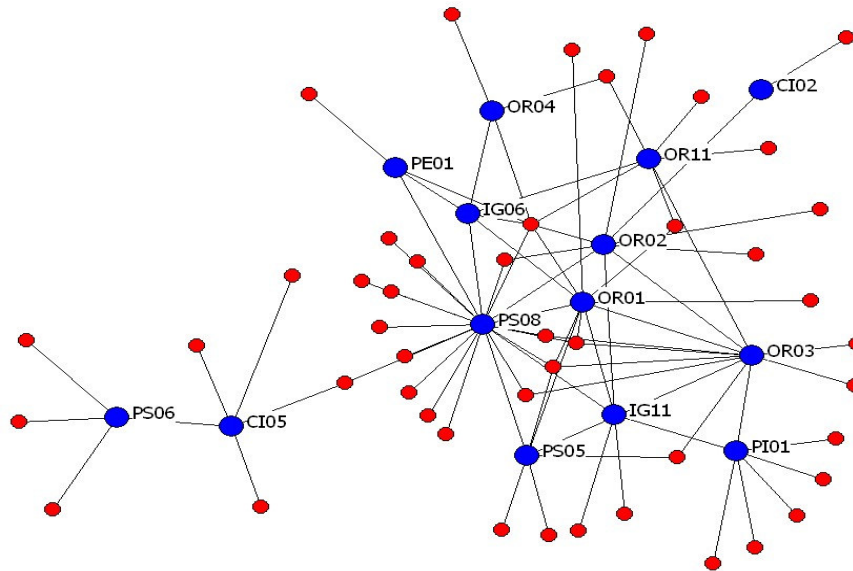 CI02
OR04
OR11
PE01
IG06
OR02
OR01
PS08
OR03
IG11
PS06
CI05
PS05
PI01